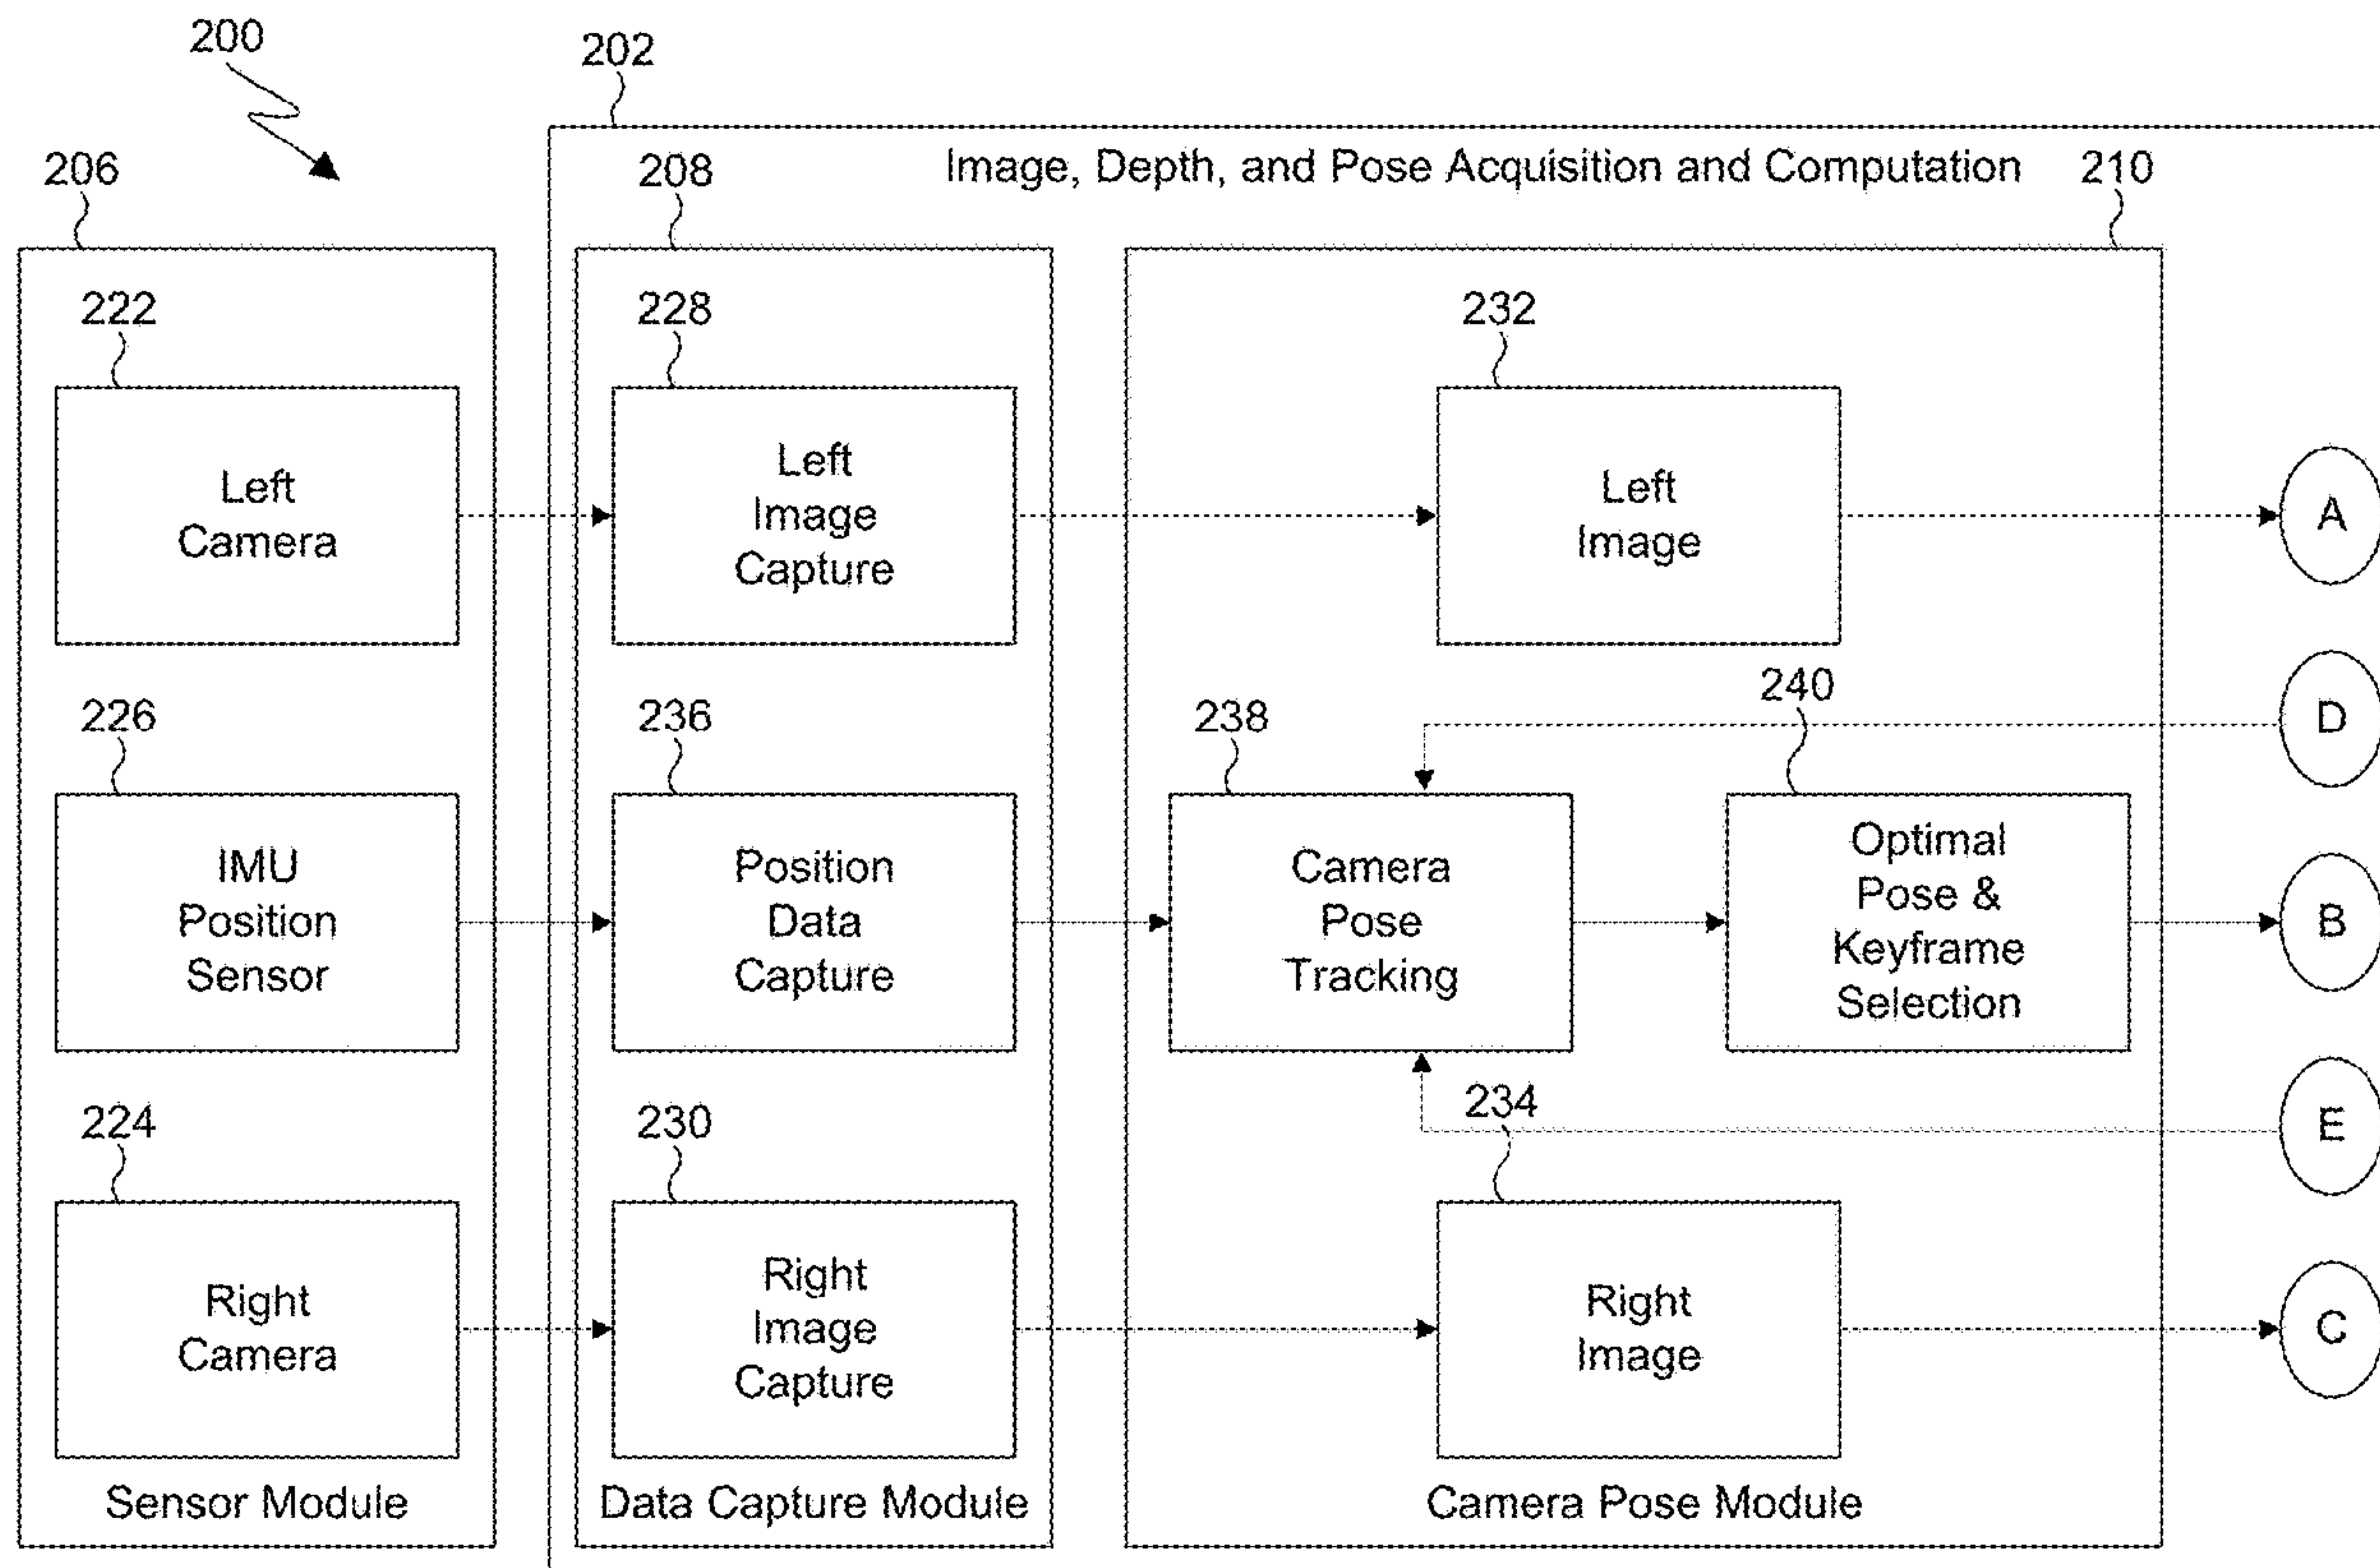 200
202
Image, Depth, and Pose Acquisition and Computation
206
208
210
222
228
232
Left
Camera
Left
Image
Capture
Left
Image
A
D
226
236
238
240
IMU
Position
Sensor
Position
Data
Capture
Camera
Pose
Tracking
Optimal
Pose &
Keyframe
Selection
B
E
224
230
234
Right
Camera
Right
Image
Capture
Right
Image
C
Sensor Module
Data Capture Module
Camera Pose Module